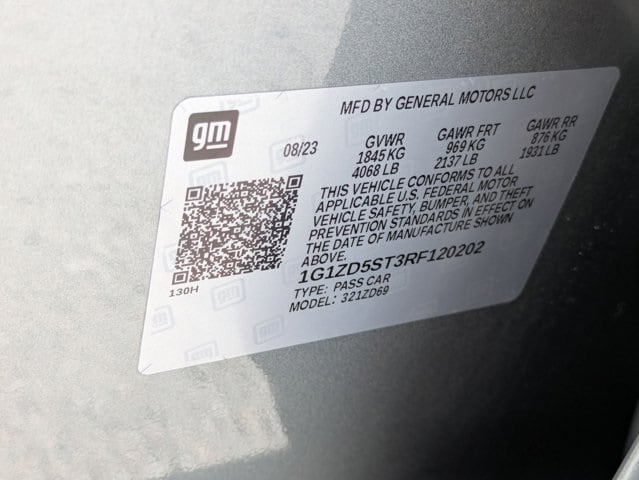 MFD BY GENERAL MOTORS LLC
gm
08/23
GVWR GAWR FRT GAWR RR
1845 KG 969 KG 876 KG
4068 LB 2137 LB 1931 LB
THIS VEHICLE CONFORMS TO ALL
APPLICABLE U.S. FEDERAL MOTOR
VEHICLE SAFETY, BUMPER, AND THEFT
PREVENTION STANDARDS IN EFFECT ON
THE DATE OF MANUFACTURE SHOWN
ABOVE.
1G1ZD5ST3RF120202
130H
TYPE: PASS CAR
MODEL: 321ZD69